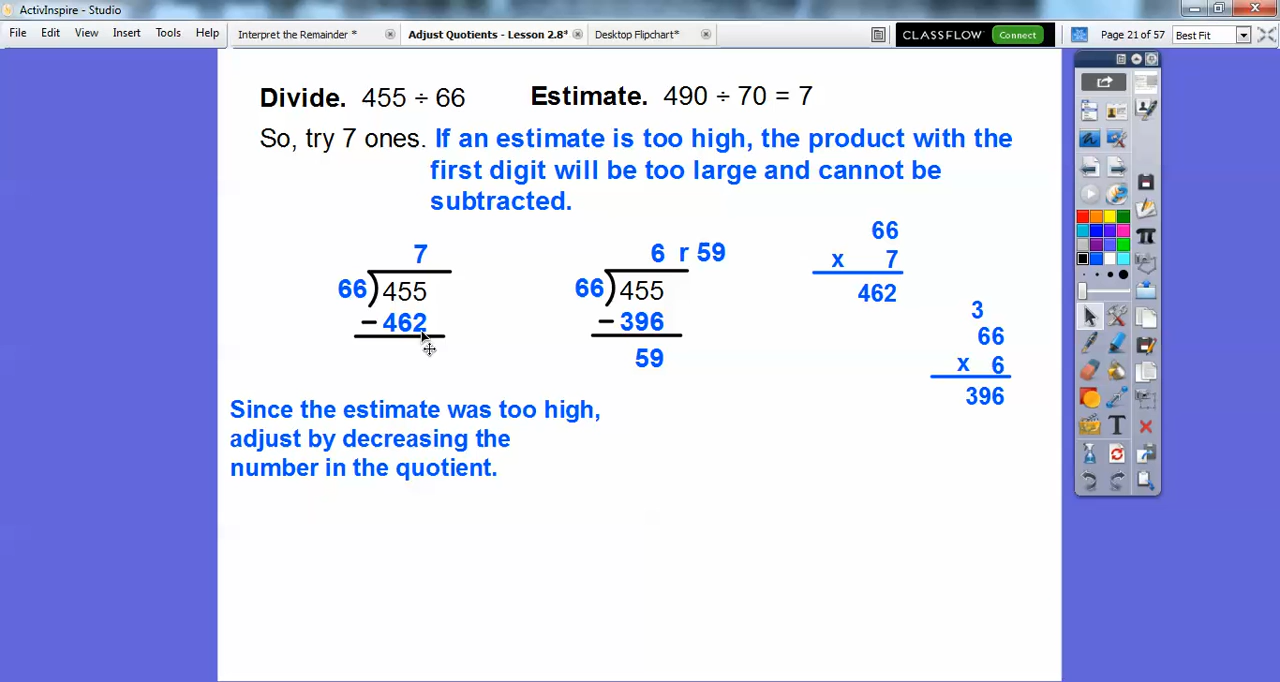 ActivInspire - Studio
File Edit View Insert Tools Help
Interpret the Remainder *
Adjust Quotients - Lesson 2.8*
Desktop Flipchart*
CLASSFLOW Connect
Page 21 of 57
Best Fit
Divide. 455 ÷ 66 Estimate. 490 ÷ 70 = 7
So, try 7 ones. If an estimate is too high, the product with the
first digit will be too large and cannot be
subtracted.
7
66)455
- 462
6 r 59
66)455
- 396
59
66
x 7
462
3
66
x 6
396
Since the estimate was too high,
adjust by decreasing the
number in the quotient.